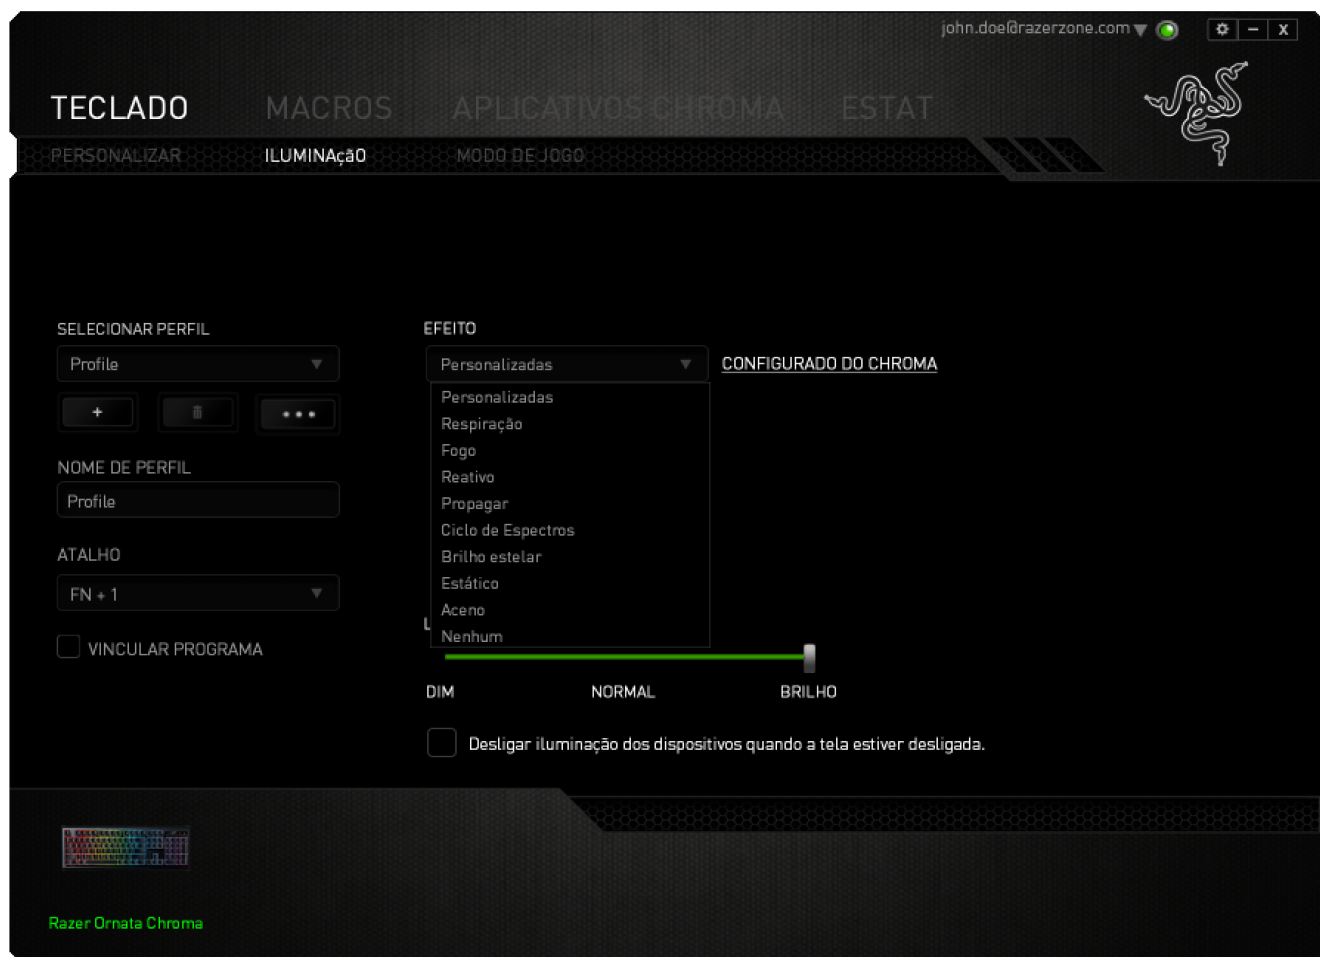 john.doe@razerzone.com
x
TECLADO MACROS APLICATIVOS CHROMA ESTAT
PERSONALIZAR ILUMINAçãO MODO DE JOGO
SELECIONAR PERFIL
Profile
+
NOME DE PERFIL
Profile
ATALHO
FN + 1
VINCULAR PROGRAMA
EFEITO
Personalizadas
CONFIGURADO DO CHROMA
Personalizadas
Respiração
Fogo
Reativo
Propagar
Ciclo de Espectros
Brilho estelar
Estático
Aceno
Nenhum
DIM NORMAL BRILHO
Desligar iluminação dos dispositivos quando a tela estiver desligada.
Razer Ornata Chroma